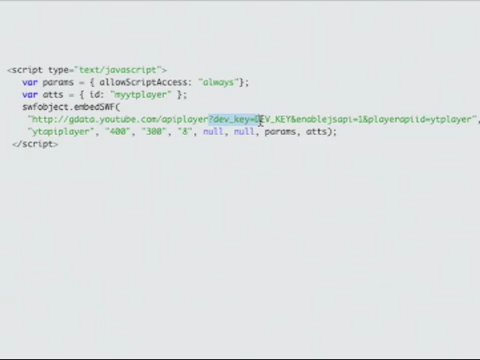 <script type="text/javascript">
var params = { allowScriptAccess: "always"};
var atts = { id: "myytplayer" };
swfobject.embedSWF(
"http://gdata.youtube.com/apiplayer?dev_key=DEV_KEY&enablejsapi=1&playerapiid=ytplayer",
"ytapiplayer", "400", "300", "8", null, null, params, atts);
</script>